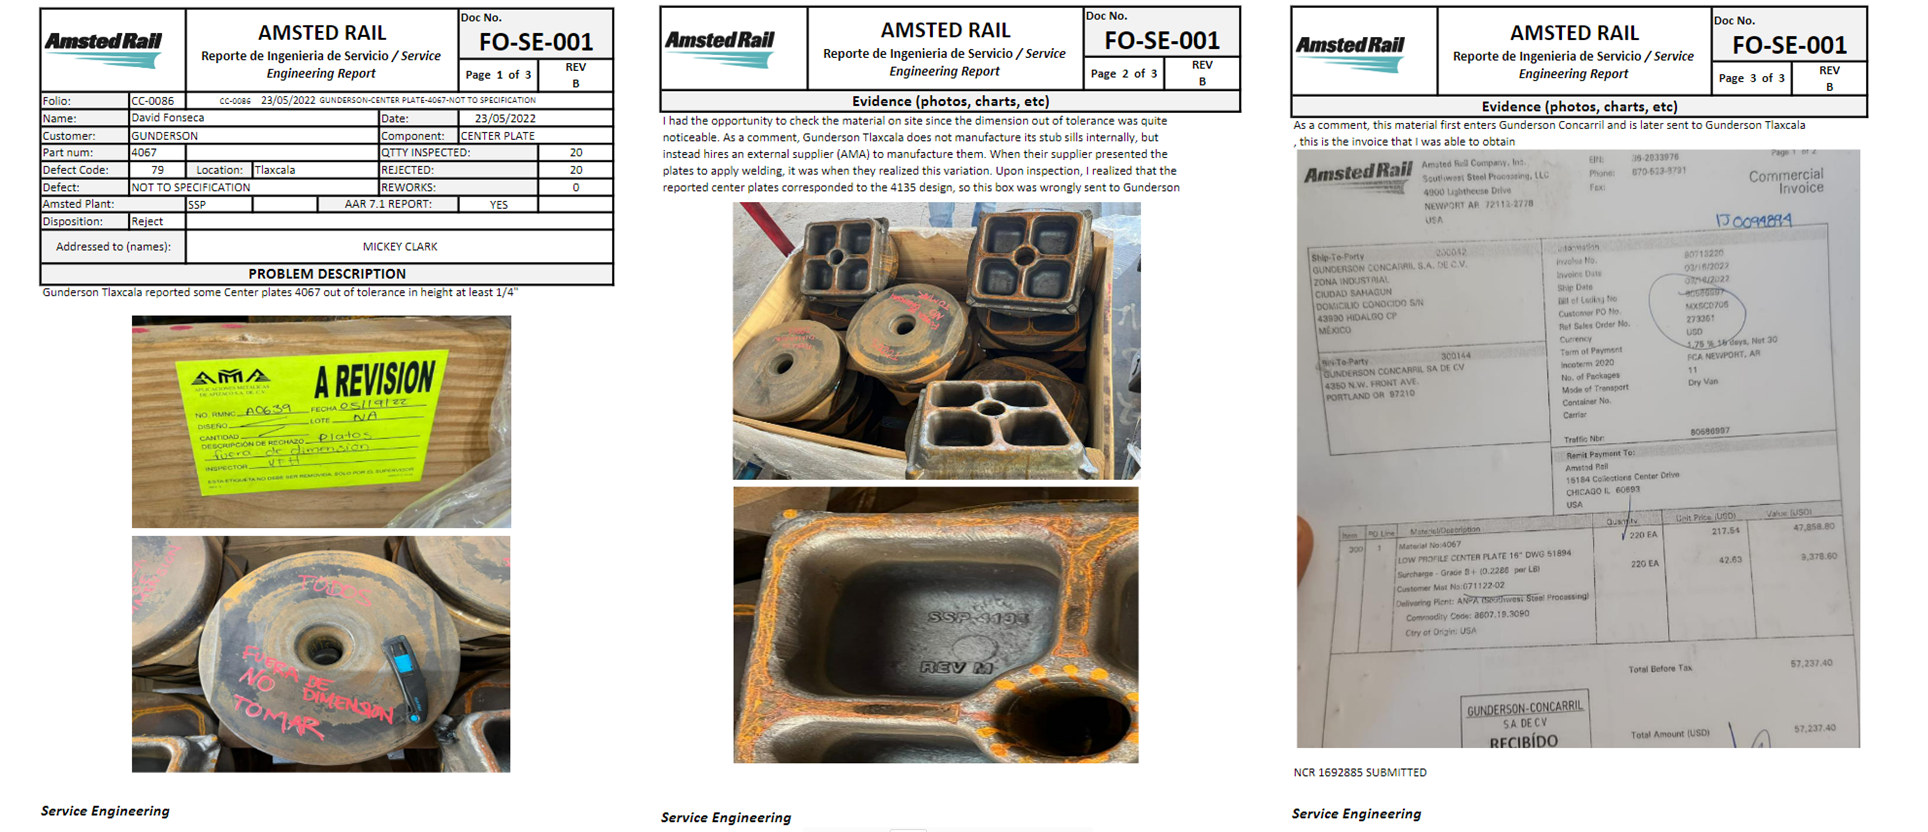 Amsted Rail
AMSTED RAIL
Reporte de Ingenieria de Servicio / Service
Engineering Report
Doc No.
FO-SE-001
Page 1 of 3
REV
B
Folio: CC-0086 CC-0086 23/05/2022 GUNDERSON-CENTER PLATE-4067-NOT TO SPECIFICATION
Name: David Fonseca Date: 23/05/2022
Customer: GUNDERSON Component: CENTER PLATE
Part num: 4067 QTTY INSPECTED: 20
Defect Code: 79 Location: Tlaxcala REJECTED: 20
Defect: NOT TO SPECIFICATION REWORKS: 0
Amsted Plant: SSP AAR 7.1 REPORT: YES
Disposition: Reject
Addressed to (names): MICKEY CLARK
PROBLEM DESCRIPTION
Gunderson Tlaxcala reported some Center plates 4067 out of tolerance in height at least 1/4"
AMA
APLICACIONES METALICAS
DE APIZACO S.A. DE C.V.
A REVISION
NO. RMNC A0639 FECHA 05/19/22
DISEÑO LOTE NA
CANTIDAD
DESCRIPCIÓN DE RECHAZO Platos
fuera de dimensión
INSPECTOR
ESTA ETIQUETA NO DEBE SER REMOVIDA, SOLO POR EL SUPERVISOR
TODOS
FUERA DE
DIMENSION
NO
TOMAR
Service Engineering
Amsted Rail
AMSTED RAIL
Reporte de Ingenieria de Servicio / Service
Engineering Report
Doc No.
FO-SE-001
Page 2 of 3
REV
B
Evidence (photos, charts, etc)
I had the opportunity to check the material on site since the dimension out of tolerance was quite
noticeable. As a comment, Gunderson Tlaxcala does not manufacture its stub sills internally, but
instead hires an external supplier (AMA) to manufacture them. When their supplier presented the
plates to apply welding, it was when they realized this variation. Upon inspection, I realized that the
reported center plates corresponded to the 4135 design, so this box was wrongly sent to Gunderson
SSP 4135
REV M
Service Engineering
Amsted Rail
AMSTED RAIL
Reporte de Ingenieria de Servicio / Service
Engineering Report
Doc No.
FO-SE-001
Page 3 of 3
REV
B
Evidence (photos, charts, etc)
As a comment, this material first enters Gunderson Concarril and is later sent to Gunderson Tlaxcala
, this is the invoice that I was able to obtain
Amsted Rail
Amsted Rail Company, Inc.
Southwest Steel Processing, LLC
4900 Lighthouse Drive
NEWPORT AR 72112-2778
USA
EIN: 36-2033976
Phone: 870-523-3731
Fax:
Page 1 of 2
Commercial
Invoice
IJ0094894
Ship-To-Party 200042
GUNDERSON CONCARRIL S.A. DE C.V.
ZONA INDUSTRIAL
CIUDAD SAHAGUN
DOMICILIO CONOCIDO S/N
43990 HIDALGO CP
MÉXICO
300144
GUNDERSON CONCARRIL SA DE CV
4350 N.W. FRONT AVE.
PORTLAND OR 97210
Information
Invoice No. 80713220
Invoice Date 03/16/2022
Ship Date 03/16/2022
Bill of Lading No 80686997
Customer PO No. MXSCD706
Ref Sales Order No. 273361
Currency USD
Term of Payment 1.75 % 15 days, Net 30
Incoterm 2020 FCA NEWPORT, AR
No. of Packages 11
Mode of Transport Dry Van
Container No.
Carrier
Traffic Nbr: 80686997
Remit Payment To:
Amsted Rail
16184 Collections Center Drive
CHICAGO IL 60693
USA
Item PO Line Material/Description Quantity Unit Price (USD) Value (USD)
300 1 Material No:4067 220 EA 217.54 47,858.80
LOW PROFILE CENTER PLATE 16" DWG 51894
Surcharge - Grade B+ (0.2286 per LB) 220 EA 42.63 9,378.60
Customer Mat No:071122-02
Delivering Plant: ANPA (Southwest Steel Processing)
Commodity Code: 8607.19.3090
Ctry of Origin: USA
Total Before Tax 57,237.40
GUNDERSON-CONCARRIL
S.A. DE C.V
RECIBÍDO
Total Amount (USD) 57,237.40
NCR 1692885 SUBMITTED
Service Engineering